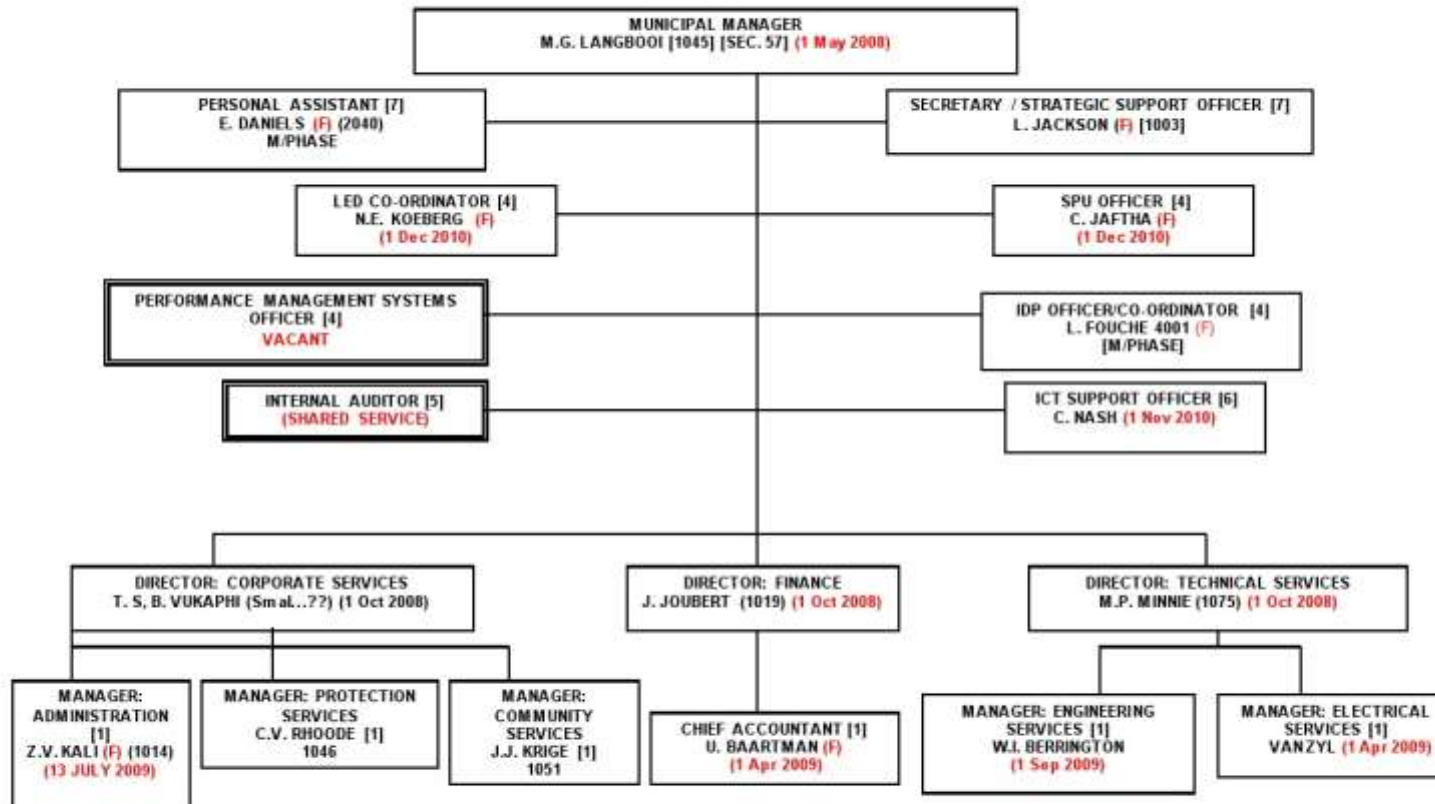 MUNICIPAL MANAGER
M.G. LANGBOOI [1045] [SEC. 57] (1 May 2008)
PERSONAL ASSISTANT [7]
E. DANIELS (F) (2040)
M/PHASE
SECRETARY / STRATEGIC SUPPORT OFFICER [7]
L. JACKSON (F) [1003]
LED CO-ORDINATOR [4]
N.E. KOEBERG (F)
(1 Dec 2010)
SPU OFFICER [4]
C. JAFTHA (F)
(1 Dec 2010)
PERFORMANCE MANAGEMENT SYSTEMS
OFFICER [4]
VACANT
IDP OFFICER/CO-ORDINATOR [4]
L. FOUCHE 4001 (F)
[M/PHASE]
INTERNAL AUDITOR [5]
(SHARED SERVICE)
ICT SUPPORT OFFICER [6]
C. NASH (1 Nov 2010)
DIRECTOR: CORPORATE SERVICES
T. S, B. VUKAPHI (Smal...??) (1 Oct 2008)
DIRECTOR: FINANCE
J. JOUBERT (1019) (1 Oct 2008)
DIRECTOR: TECHNICAL SERVICES
M.P. MINNIE (1075) (1 Oct 2008)
MANAGER:
ADMINISTRATION
[1]
Z.V. KALI (F) (1014)
(13 JULY 2009)
MANAGER: PROTECTION
SERVICES
C.V. RHOODE [1]
1046
MANAGER:
COMMUNITY
SERVICES
J.J. KRIGE [1]
1051
CHIEF ACCOUNTANT [1]
U. BAARTMAN (F)
(1 Apr 2009)
MANAGER: ENGINEERING
SERVICES [1]
W.I. BERRINGTON
(1 Sep 2009)
MANAGER: ELECTRICAL
SERVICES [1]
VANZYL (1 Apr 2009)